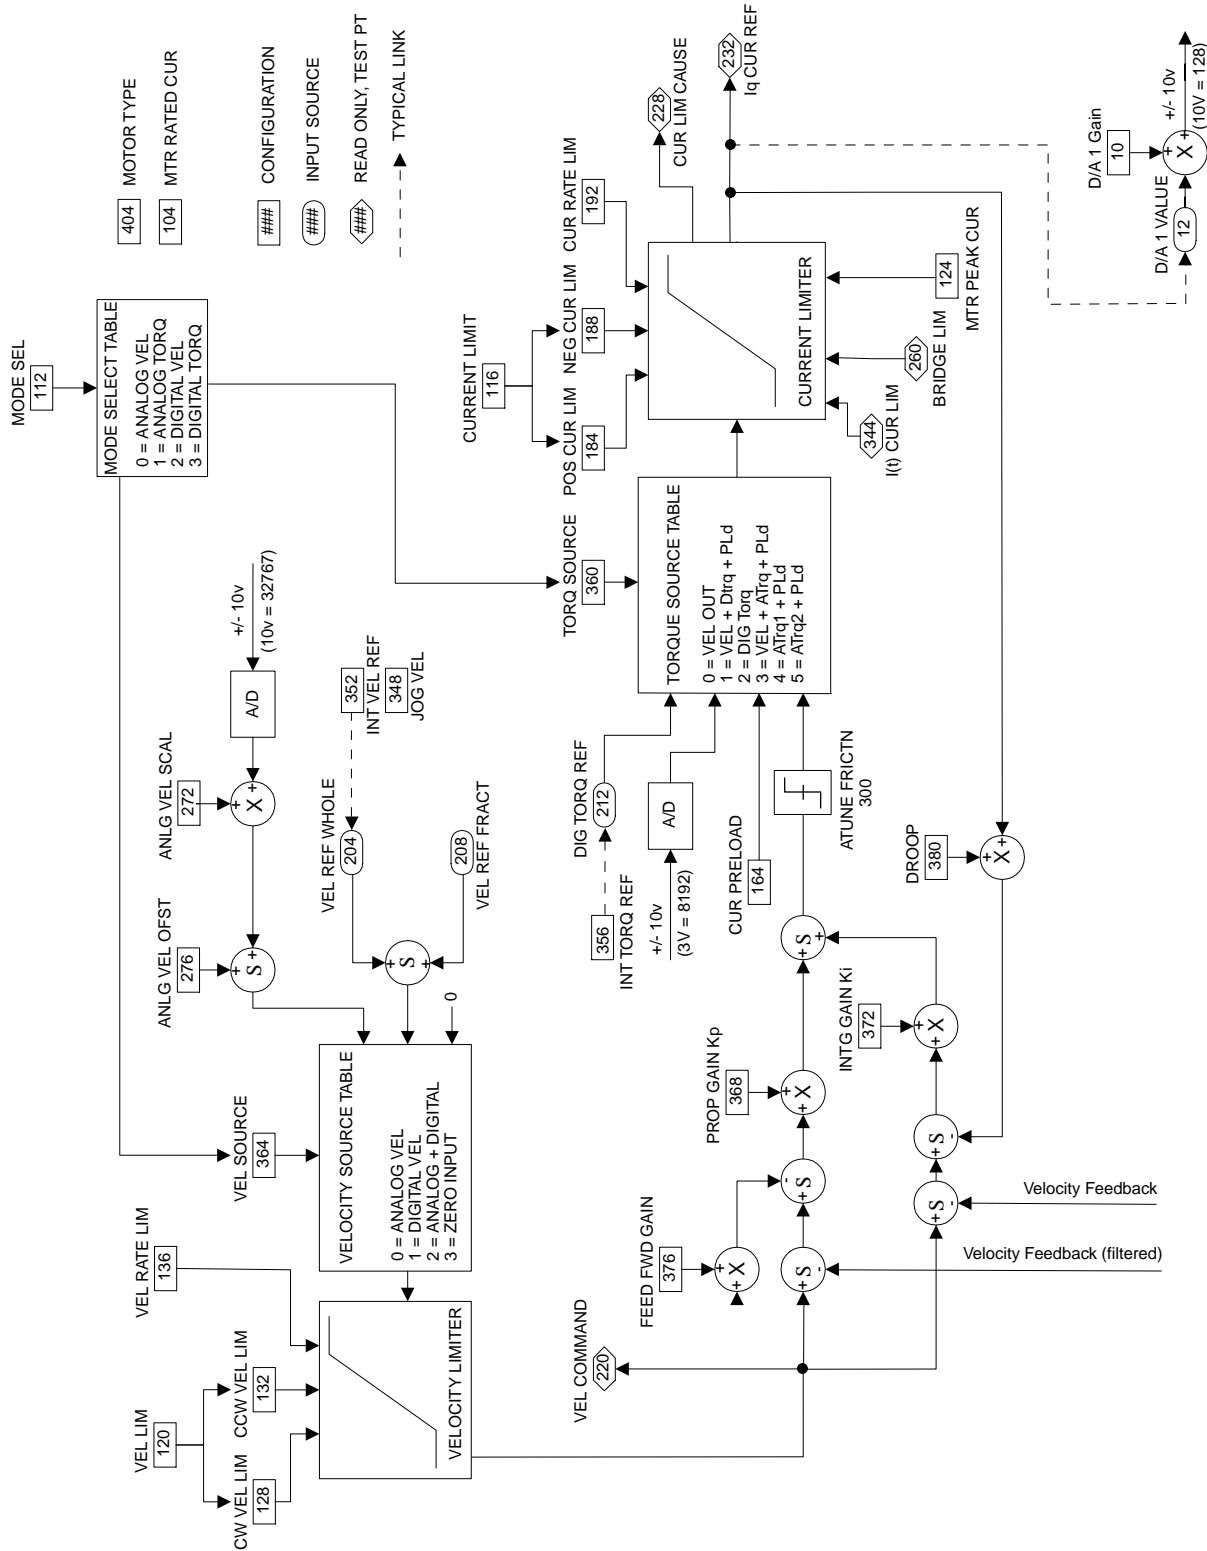 MODE SEL
112
MODE SELECT TABLE
0 = ANALOG VEL
1 = ANALOG TORQ
2 = DIGITAL VEL
3 = DIGITAL TORQ
404 MOTOR TYPE
104 MTR RATED CUR
### CONFIGURATION
### INPUT SOURCE
### READ ONLY, TEST PT
TYPICAL LINK
VEL LIM
120
CW VEL LIM
128
CCW VEL LIM
132
VEL RATE LIM
136
VELOCITY LIMITER
VEL SOURCE
364
VELOCITY SOURCE TABLE
0 = ANALOG VEL
1 = DIGITAL VEL
2 = ANALOG + DIGITAL
3 = ZERO INPUT
ANLG VEL OFST
276
+
S
+
ANLG VEL SCAL
272
+
X
+
A/D
+/- 10v
(10v = 32767)
VEL REF WHOLE
204
352
INT VEL REF
348
JOG VEL
+
S
+
208
VEL REF FRACT
0
CURRENT LIMIT
116
POS CUR LIM
184
NEG CUR LIM
188
CUR RATE LIM
192
CURRENT LIMITER
228
CUR LIM CAUSE
232
Iq CUR REF
344
I(t) CUR LIM
260
BRIDGE LIM
124
MTR PEAK CUR
TORQ SOURCE
360
TORQUE SOURCE TABLE
0 = VEL OUT
1 = VEL + Dtrq + PLd
2 = DIG Torq
3 = VEL + ATrq + PLd
4 = ATrq1 + PLd
5 = ATrq2 + PLd
DIG TORQ REF
212
356
INT TORQ REF
A/D
+/- 10v
(3V = 8192)
CUR PRELOAD
164
ATUNE FRICTN
300
VEL COMMAND
220
FEED FWD GAIN
376
+
+
X
+
S
-
+
S
-
PROP GAIN Kp
368
+
+
X
+
S
+
INTG GAIN Ki
372
+
+
X
+
S
-
+
S
-
DROOP
380
+
X
+
Velocity Feedback
Velocity Feedback (filtered)
D/A 1 Gain
10
D/A 1 VALUE
12
+
X
+
+/- 10v
(10V = 128)